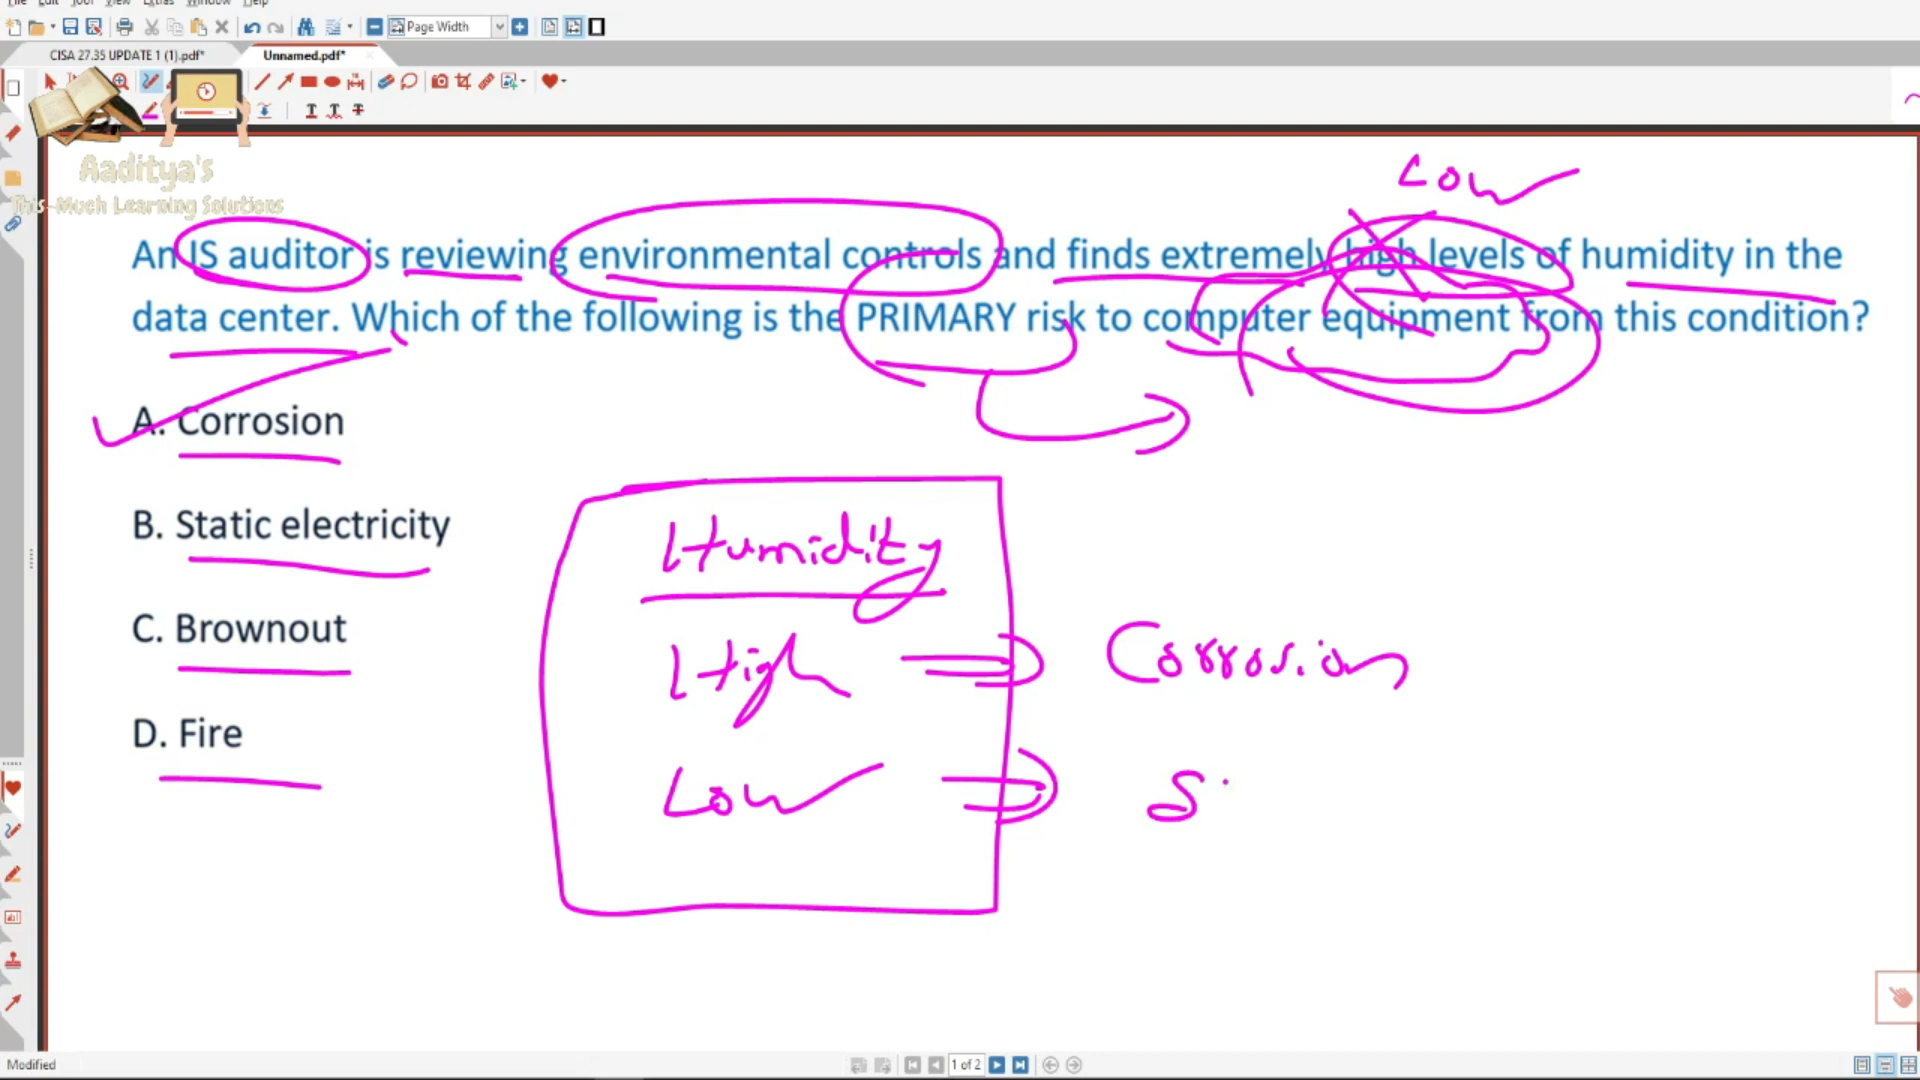 File Edit Tool View Extras Window Help
Page Width
CISA 27.35 UPDATE 1 (1).pdf*
Unnamed.pdf*
Aaditya's
This-Much Learning Solutions
Low
An IS auditor is reviewing environmental controls and finds extremely high levels of humidity in the
data center. Which of the following is the PRIMARY risk to computer equipment from this condition?
A. Corrosion
B. Static electricity
C. Brownout
D. Fire
Humidity
High
Corrosion
Low
S
Modified
1 of 2